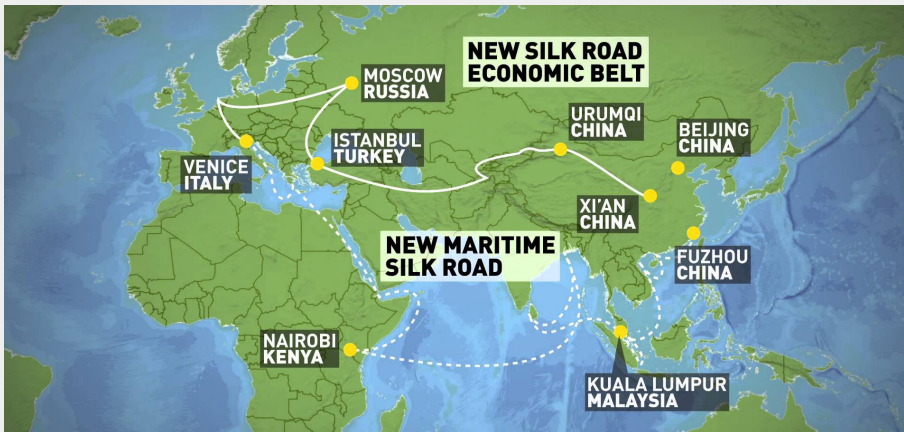 NEW SILK ROAD
ECONOMIC BELT
MOSCOW
RUSSIA
URUMQI
CHINA
BEIJING
CHINA
ISTANBUL
TURKEY
VENICE
ITALY
XI'AN
CHINA
NEW MARITIME
SILK ROAD
FUZHOU
CHINA
NAIROBI
KENYA
KUALA LUMPUR
MALAYSIA